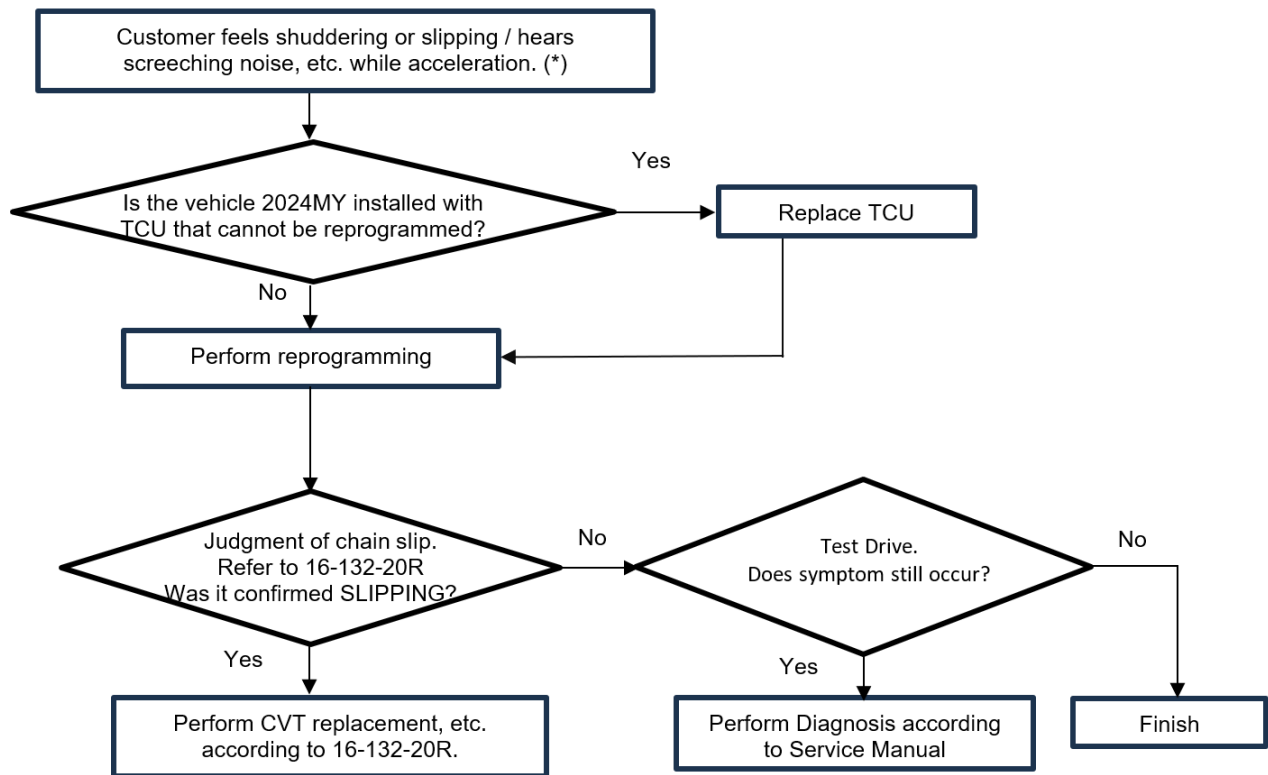 Customer feels shuddering or slipping / hears
screeching noise, etc. while acceleration. (*)
Yes
Is the vehicle 2024MY installed with
TCU that cannot be reprogrammed?
Replace TCU
No
Perform reprogramming
Judgment of chain slip.
Refer to 16-132-20R
Was it confirmed SLIPPING?
No
Test Drive.
Does symptom still occur?
No
Yes
Yes
Perform CVT replacement, etc.
according to 16-132-20R.
Perform Diagnosis according
to Service Manual
Finish